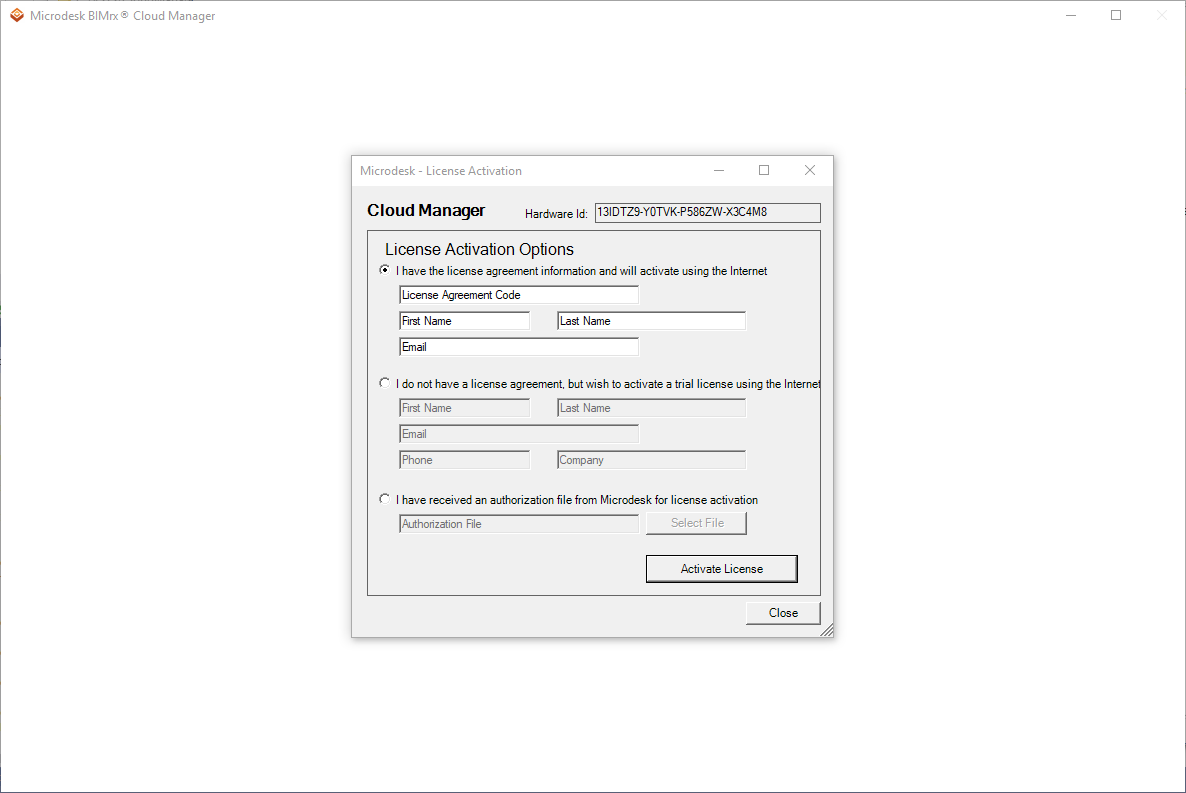 Microdesk BIMrx® Cloud Manager
Microdesk - License Activation
Cloud Manager
Hardware Id: 13IDTZ9-Y0TVK-P586ZW-X3C4M8
License Activation Options
I have the license agreement information and will activate using the Internet
License Agreement Code
First Name Last Name
Email
I do not have a license agreement, but wish to activate a trial license using the Internet
First Name Last Name
Email
Phone Company
I have received an authorization file from Microdesk for license activation
Authorization File Select File
Activate License
Close